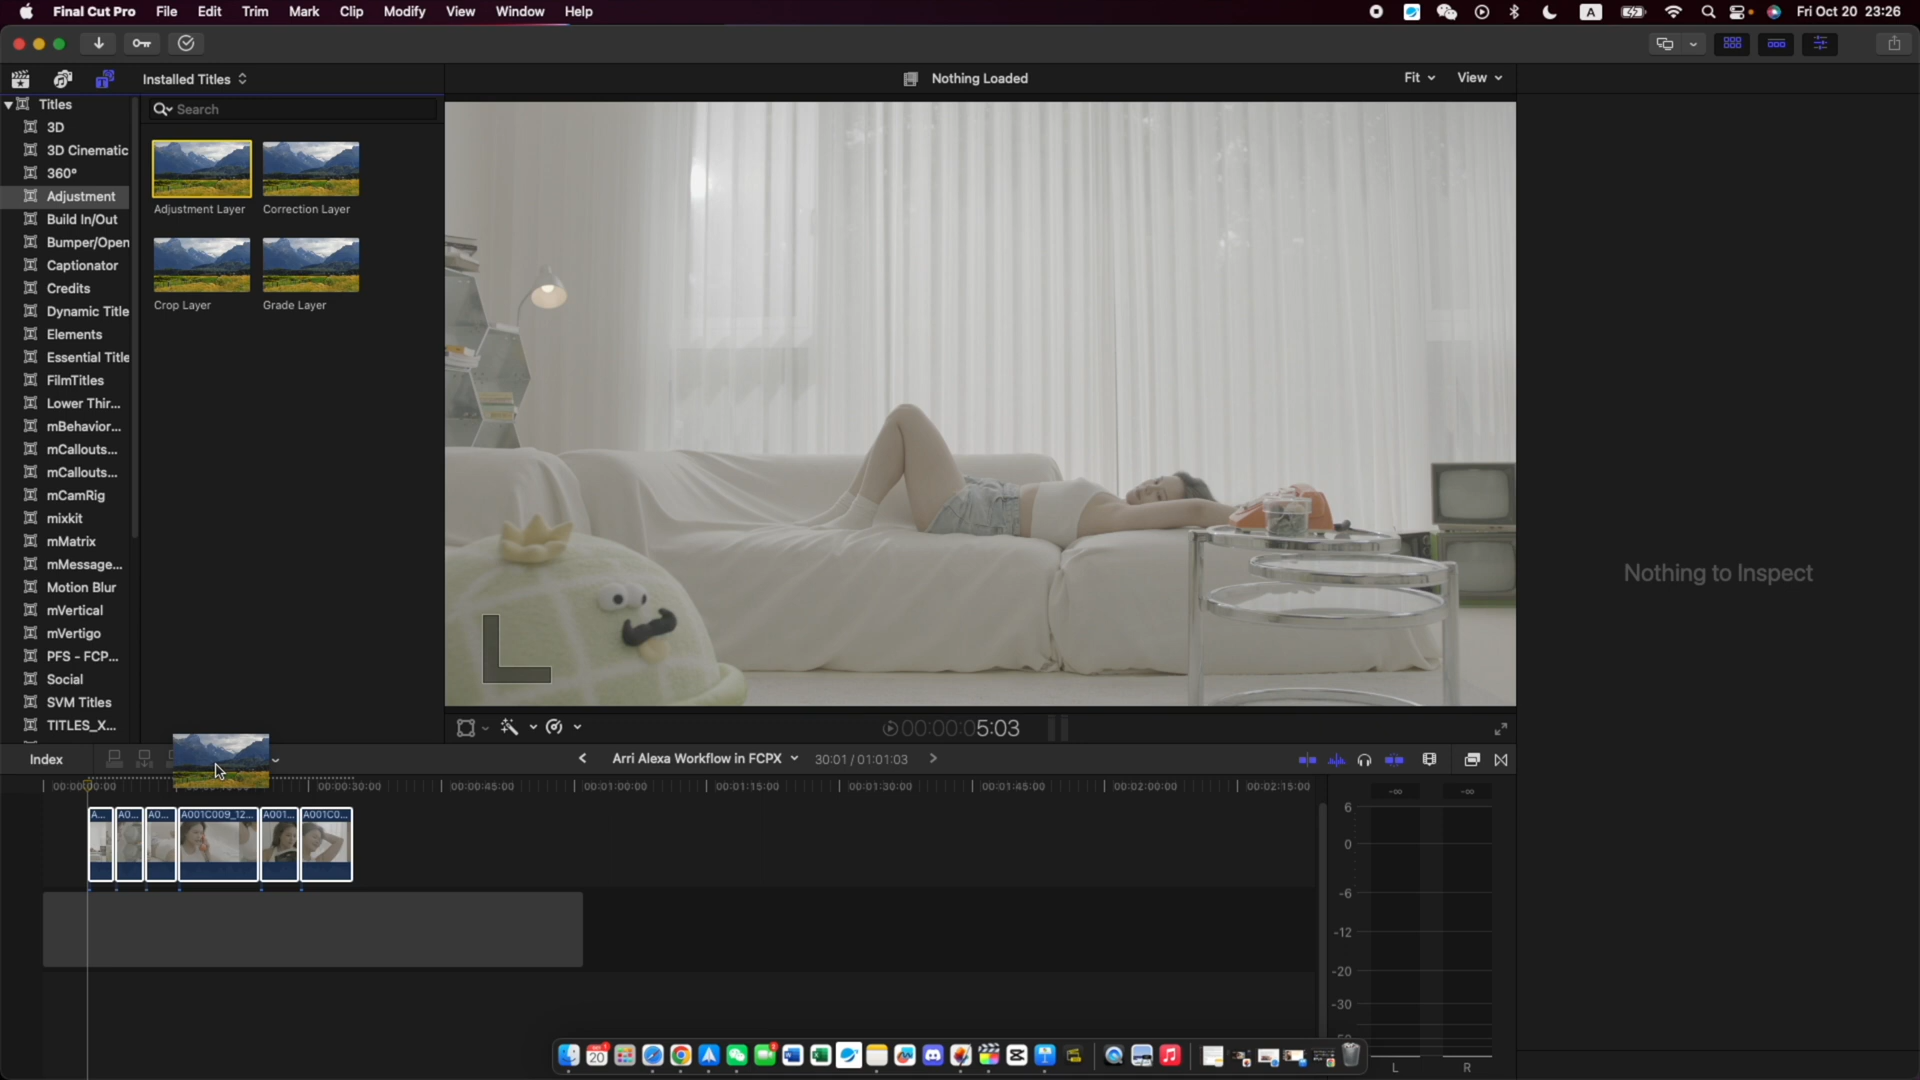 Final Cut Pro File Edit Trim Mark Clip Modify View Window Help
A Fri Oct 20 23:26
Installed Titles
Nothing Loaded
Fit View
Titles
Search
3D
3D Cinematic
360°
Adjustment
Build In/Out
Bumper/Open
Captionator
Credits
Dynamic Title
Elements
Essential Title
FilmTitles
Lower Thir...
mBehavior...
mCallouts...
mCallouts...
mCamRig
mixkit
mMatrix
mMessage...
Motion Blur
mVertical
mVertigo
PFS - FCP...
Social
SVM Titles
TITLES_X...
Adjustment Layer
Correction Layer
Crop Layer
Grade Layer
Nothing to Inspect
00:00:05:03
Index
Arri Alexa Workflow in FCPX
30:01 / 01:01:03
00:00:30:00 00:00:45:00 00:01:00:00 00:01:15:00 00:01:30:00 00:01:45:00 00:02:00:00 00:02:15:00
A... A0... A0... A001C009_12... A001... A001C0...
-∞ -∞
6
0
-6
-12
-20
-30
L R
20